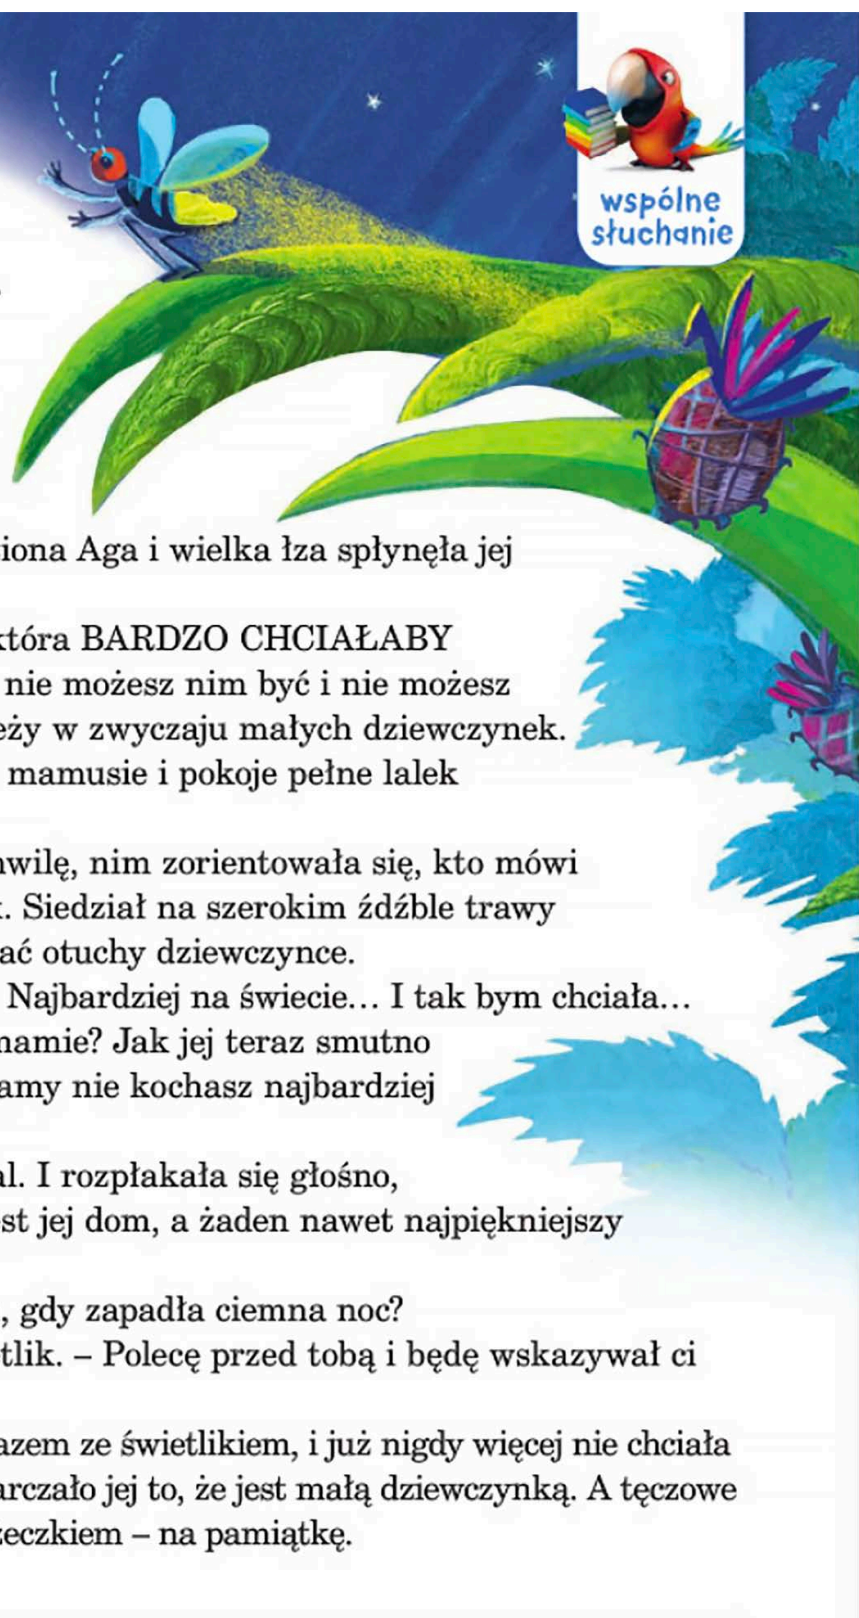 wspólne
słuchanie
iona Aga i wielka łza spłynęła jej
która BARDZO CHCIAŁABY
nie możesz nim być i nie możesz
eży w zwyczaju małych dziewczynek.
mamusie i pokoje pełne lalek
hwilę, nim zorientowała się, kto mówi
k. Siedział na szerokim źdźble trawy
ać otuchy dziewczynce.
Najbardziej na świecie... I tak bym chciała...
mamie? Jak jej teraz smutno
amy nie kochasz najbardziej
al. I rozpłakała się głośno,
st jej dom, a żaden nawet najpiękniejszy
, gdy zapadła ciemna noc?
tlik. – Polecę przed tobą i będę wskazywał ci
azem ze świetlikiem, i już nigdy więcej nie chciała
arczało jej to, że jest małą dziewczynką. A tęczowe
eczkiem – na pamiątkę.